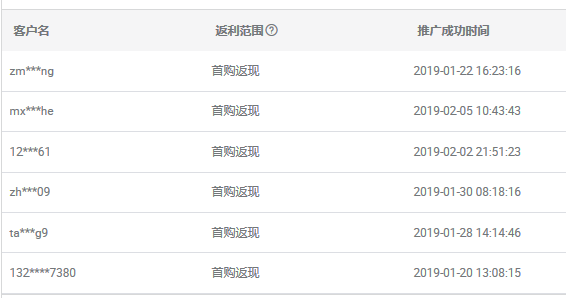 客户名 返利范围? 推广成功时间
zm***ng 首购返现 2019-01-22 16:23:16
mx***he 首购返现 2019-02-05 10:43:43
12***61 首购返现 2019-02-02 21:51:23
zh***09 首购返现 2019-01-30 08:18:16
ta***g9 首购返现 2019-01-28 14:14:46
132****7380 首购返现 2019-01-20 13:08:15